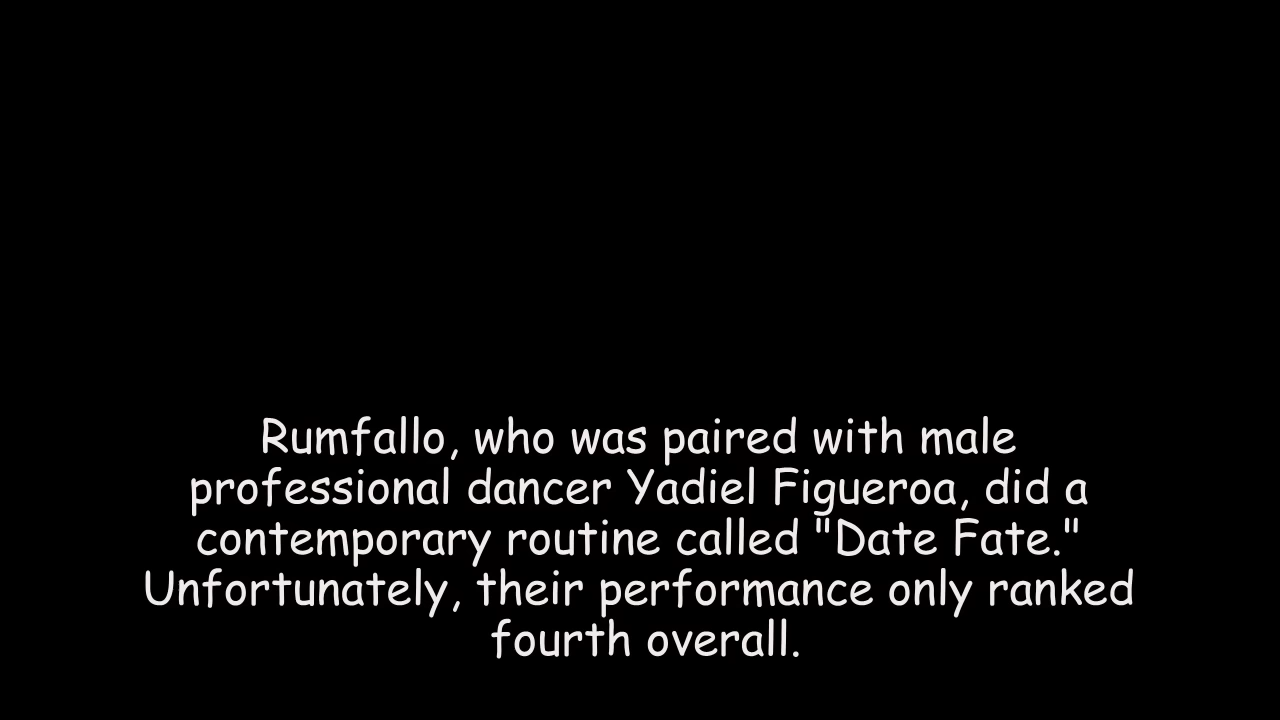 Rumfallo, who was paired with male
professional dancer Yadiel Figueroa, did a
contemporary routine called "Date Fate."
Unfortunately, their performance only ranked
fourth overall.